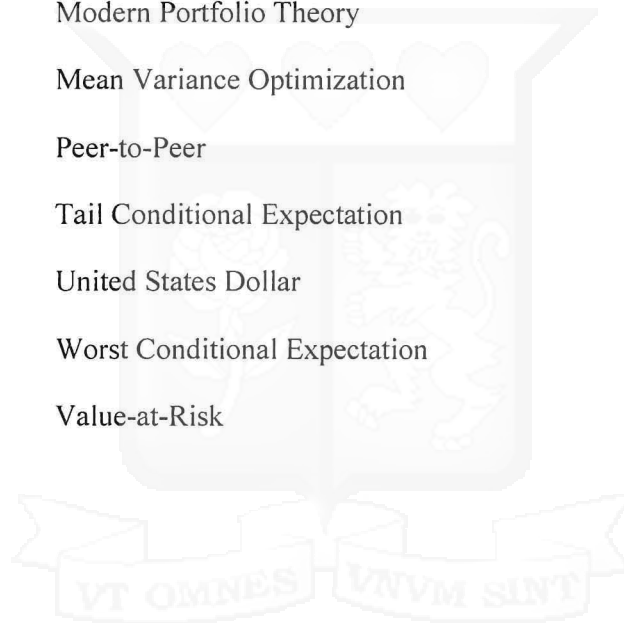 Modern Portfolio Theory
Mean Variance Optimization
Peer-to-Peer
Tail Conditional Expectation
United States Dollar
Worst Conditional Expectation
Value-at-Risk
VT OMNES VNVM SINT